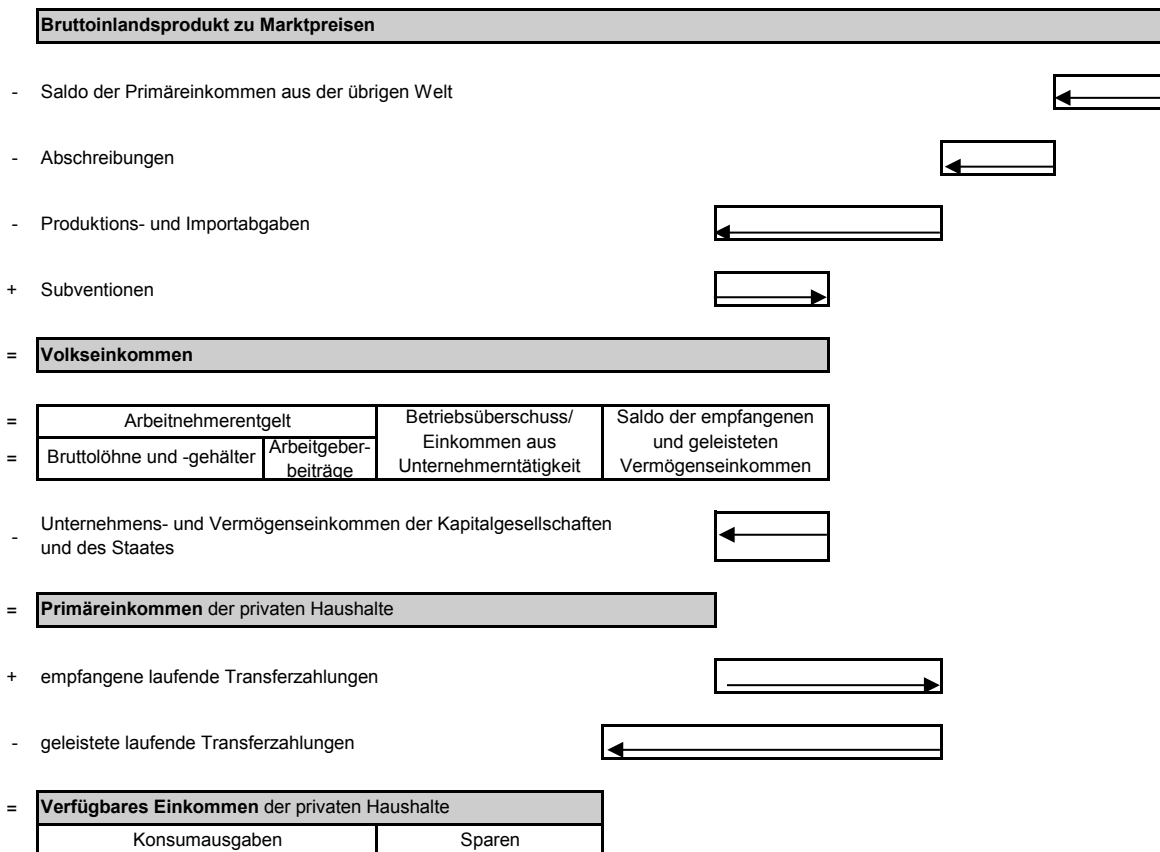 Bruttoinlandsprodukt zu Marktpreisen
- Saldo der Primäreinkommen aus der übrigen Welt
- Abschreibungen
- Produktions- und Importabgaben
+ Subventionen
= Volkseinkommen
= Arbeitnehmerentgelt
= Bruttolöhne und -gehälter
Arbeitgeber-
beiträge
Betriebsüberschuss/
Einkommen aus
Unternehmerntätigkeit
Saldo der empfangenen
und geleisteten
Vermögenseinkommen
- Unternehmens- und Vermögenseinkommen der Kapitalgesellschaften
und des Staates
= Primäreinkommen der privaten Haushalte
+ empfangene laufende Transferzahlungen
- geleistete laufende Transferzahlungen
= Verfügbares Einkommen der privaten Haushalte
Konsumausgaben
Sparen